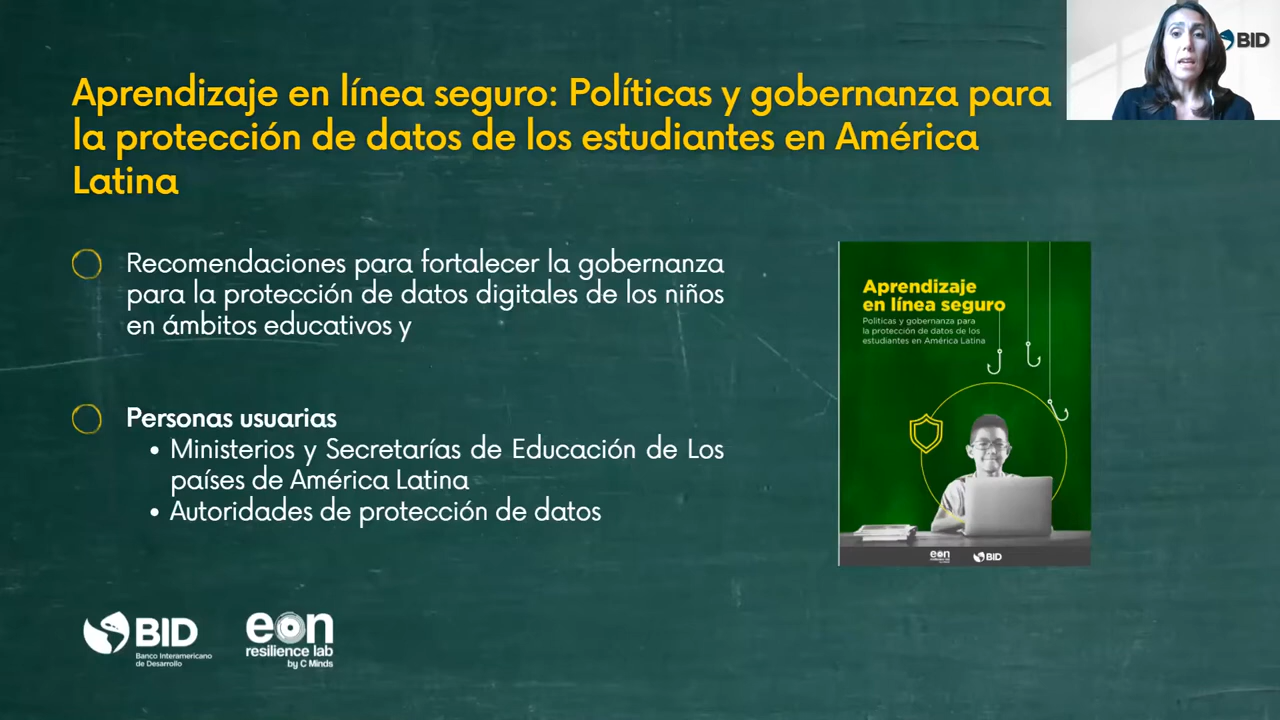 BID
Aprendizaje en línea seguro: Políticas y gobernanza para
la protección de datos de los estudiantes en América
Latina
Recomendaciones para fortalecer la gobernanza
para la protección de datos digitales de los niños
en ámbitos educativos y
Personas usuarias
• Ministerios y Secretarías de Educación de Los
países de América Latina
• Autoridades de protección de datos
Aprendizaje
en línea seguro
Políticas y gobernanza para
la protección de datos de los
estudiantes en América Latina
eon
resilience lab
BID
BID
Banco Interamericano
de Desarrollo
eon
resilience lab
by C Minds